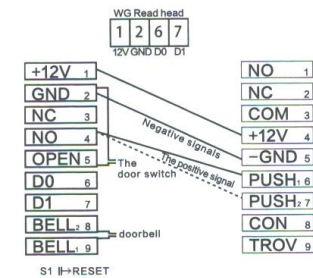 WG Read head
1 2 6 7
12V GND D0 D1
+12V 1
GND 2
NC 3
NO 4
OPEN 5
D0 6
D1 7
BELL2 8
BELL1 9
Negative signals
The positive signal
The
door switch
doorbell
NO 1
NC 2
COM 3
+12V 4
-GND 5
PUSH1 6
PUSH2 7
CON 8
TROV 9
S1 RESET